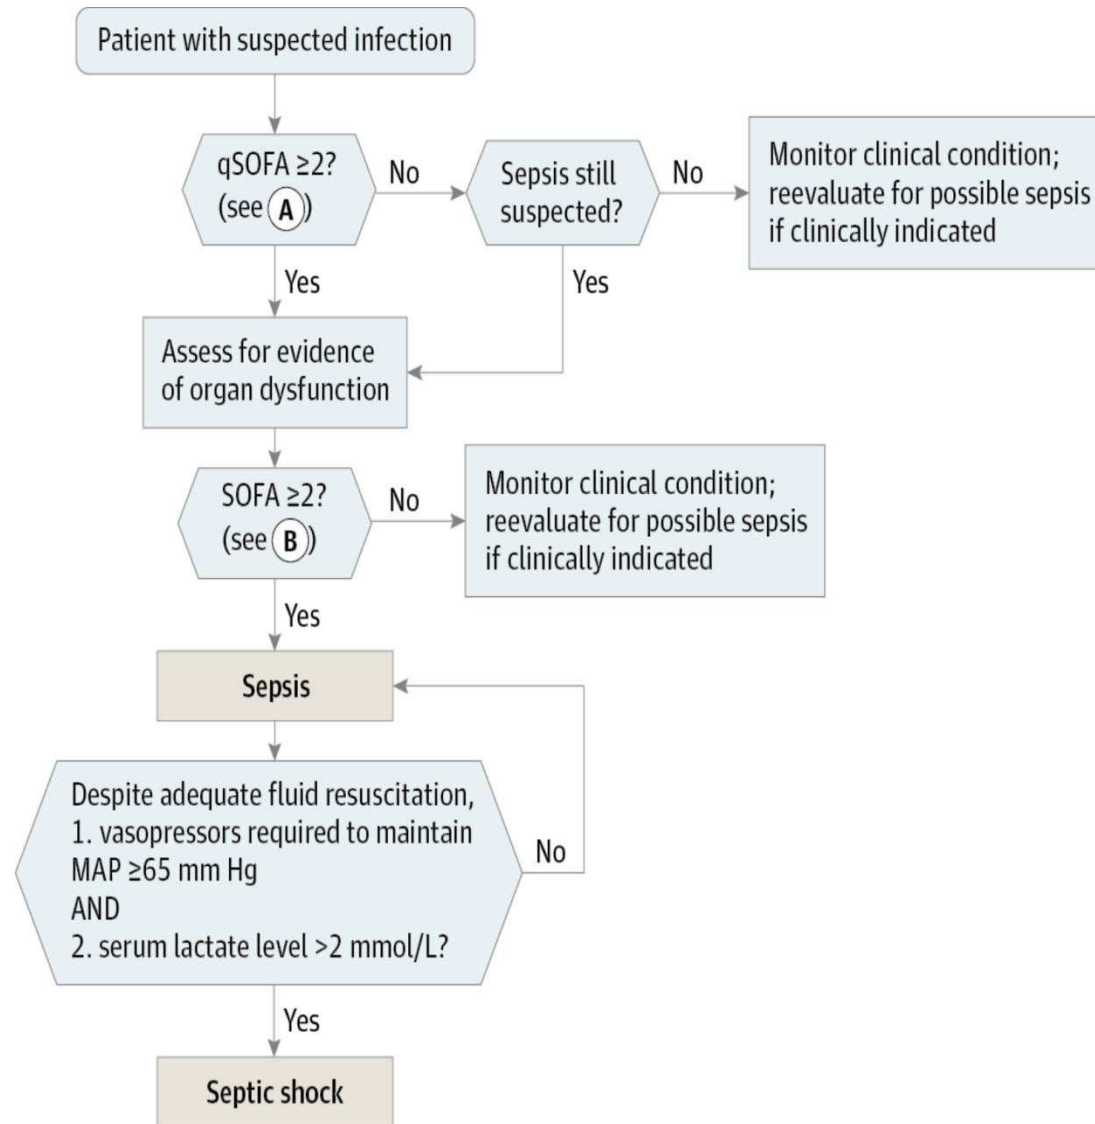 Patient with suspected infection
qSOFA ≥2?
(see A)
No
Sepsis still
suspected?
No
Monitor clinical condition;
reevaluate for possible sepsis
if clinically indicated
Yes
Yes
Assess for evidence
of organ dysfunction
SOFA ≥2?
(see B)
No
Monitor clinical condition;
reevaluate for possible sepsis
if clinically indicated
Yes
Sepsis
Despite adequate fluid resuscitation,
1. vasopressors required to maintain
MAP ≥65 mm Hg
AND
2. serum lactate level >2 mmol/L?
No
Yes
Septic shock